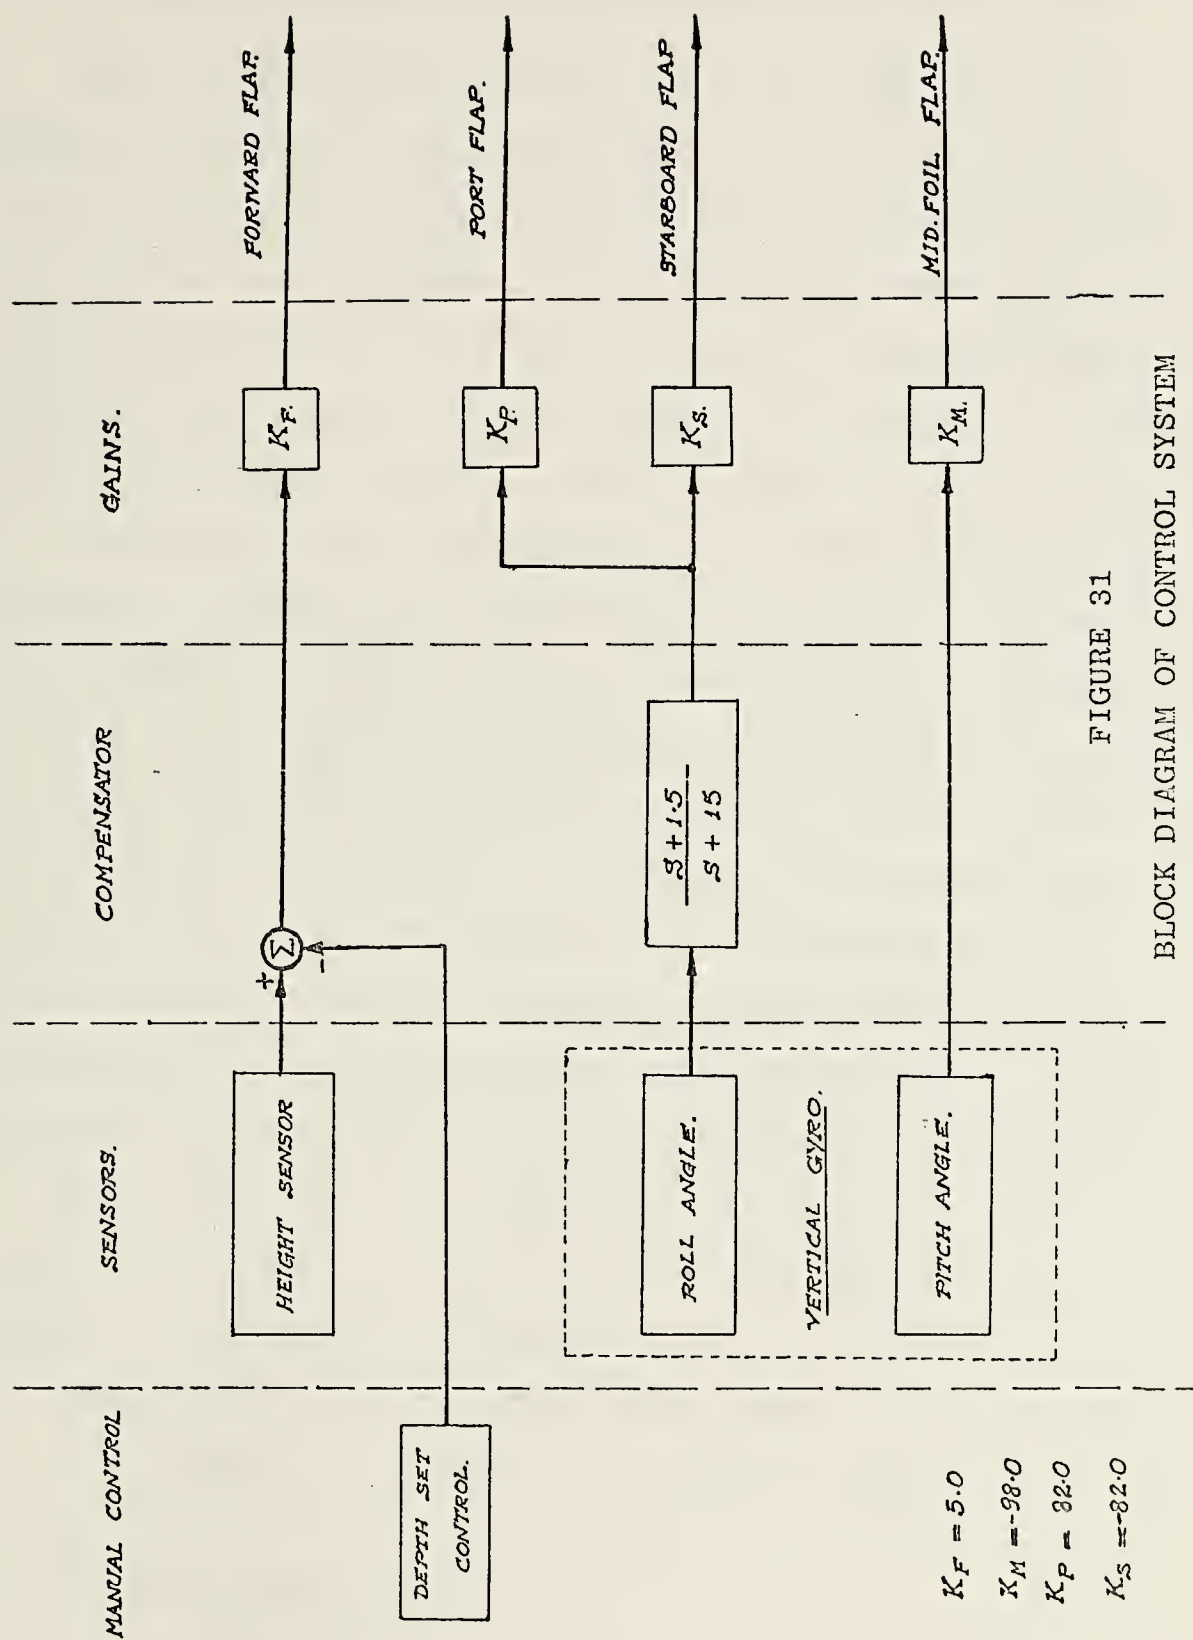 MANUAL CONTROL
SENSORS.
COMPENSATOR
GAINS.
HEIGHT SENSOR
+
-
Σ
K_F.
FORWARD FLAP.
DEPTH SET
CONTROL.
K_P.
PORT FLAP.
ROLL ANGLE.
S + 1.5
S + 15
K_S.
STARBOARD FLAP
VERTICAL GYRO.
PITCH ANGLE.
K_M.
MID. FOIL FLAP.
K_F = 5.0
K_M = -98.0
K_P = 82.0
K_S = -82.0
FIGURE 31
BLOCK DIAGRAM OF CONTROL SYSTEM